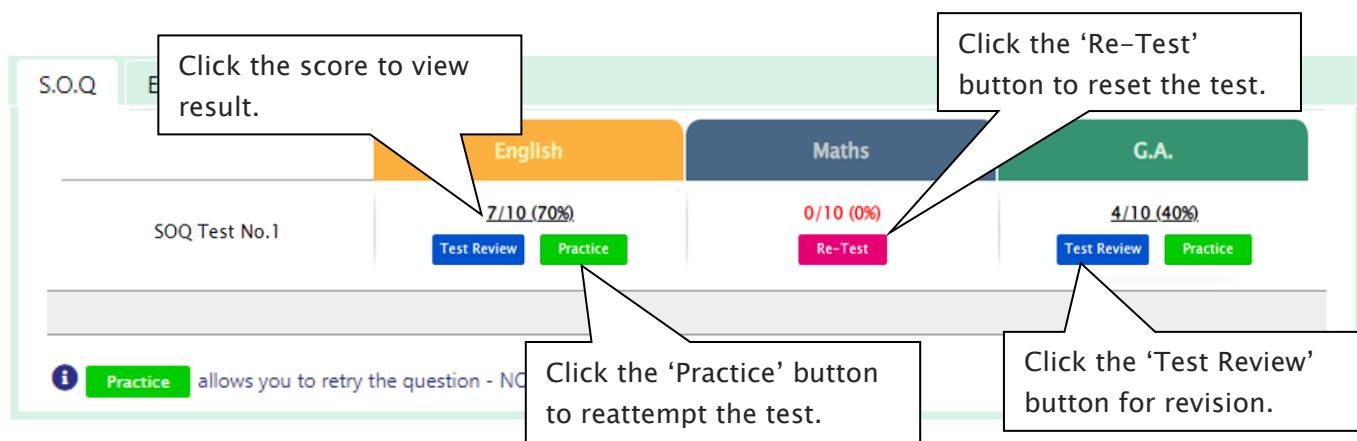 Click the score to view
result.
Click the ‘Re-Test’
button to reset the test.
S.O.Q
English
Maths
G.A.
SOQ Test No.1
7/10 (70%)
0/10 (0%)
4/10 (40%)
Test Review
Practice
Re-Test
Test Review
Practice
Practice allows you to retry the question -
Click the ‘Practice’ button
to reattempt the test.
Click the ‘Test Review’
button for revision.